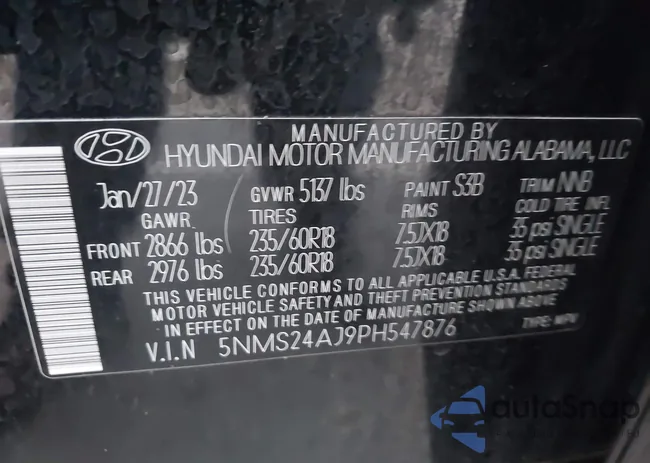 MANUFACTURED BY
HYUNDAI MOTOR MANUFACTURING ALABAMA, LLC
Jan/27/23 GVWR 5137 lbs PAINT S3B TRIM NNB
GAWR TIRES RIMS COLD TIRE INFL
FRONT 2866 lbs 235/60R18 7.5JX18 35 psi SINGLE
REAR 2976 lbs 235/60R18 7.5JX18 35 psi SINGLE
THIS VEHICLE CONFORMS TO ALL APPLICABLE U.S.A. FEDERAL
MOTOR VEHICLE SAFETY AND THEFT PREVENTION STANDARDS
IN EFFECT ON THE DATE OF MANUFACTURE SHOWN ABOVE
V.I.N 5NMS24AJ9PH547876 TYPE: MPV
autoSnap